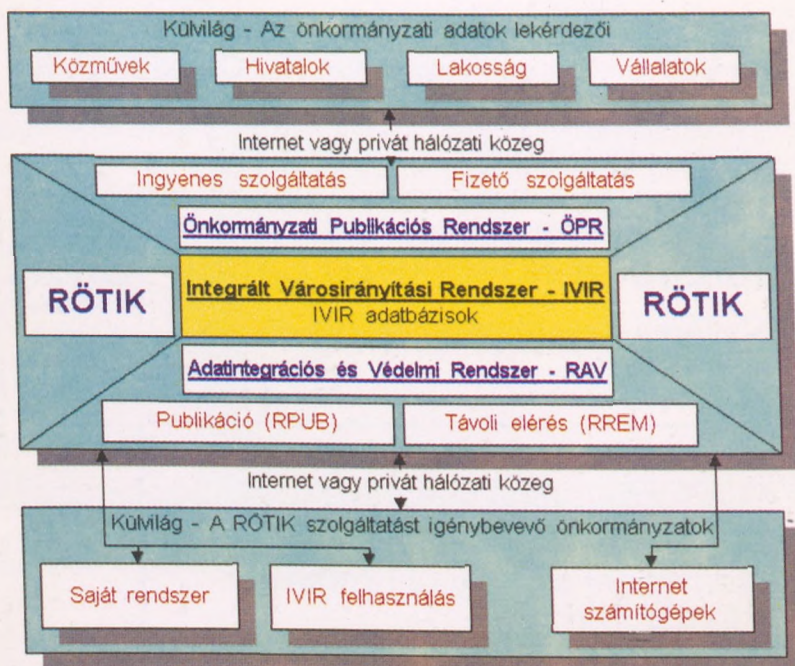 Külvilág - Az önkormányzati adatok lekérdezői
Közművek
Hivatalok
Lakosság
Vállalatok
Internet vagy privát hálózati közeg
Ingyenes szolgáltatás
Fizető szolgáltatás
Önkormányzati Publikációs Rendszer - ÖPR
RÖTIK
Integrált Városirányítási Rendszer - IVIR
IVIR adatbázisok
RÖTIK
Adatintegrációs és Védelmi Rendszer - RAV
Publikáció (RPUB)
Távoli elérés (RREM)
Internet vagy privát hálózati közeg
Külvilág - A RÖTIK szolgáltatást igénybevevő önkormányzatok
Saját rendszer
IVIR felhasználás
Internet
számítógépek